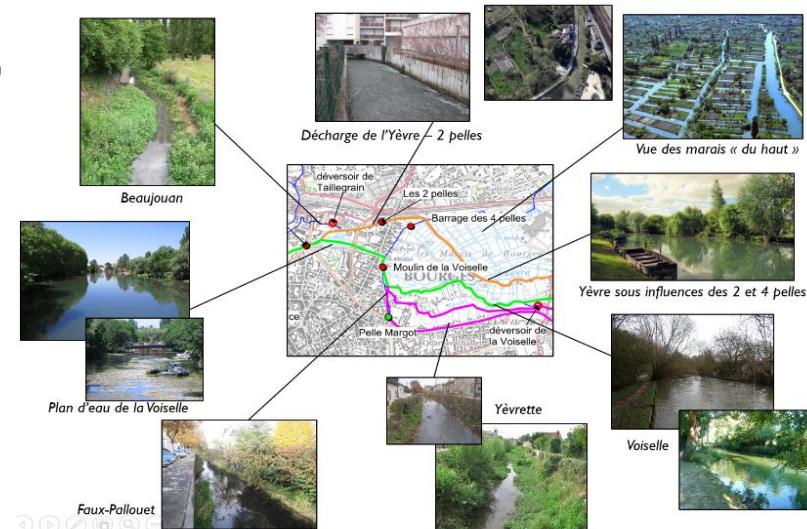 Décharge de l'Yèvre – 2 pelles
Vue des marais « du haut »
Beaujouan
déversoir de
Taillegrain
Les 2 pelles
Barrage des 4 pelles
Moulin de la Voiselle
BOURGES
Pelle Margot
déversoir de
la Voiselle
ce
Yèvre sous influences des 2 et 4 pelles
Plan d'eau de la Voiselle
Yèvrette
Voiselle
Faux-Pallouet